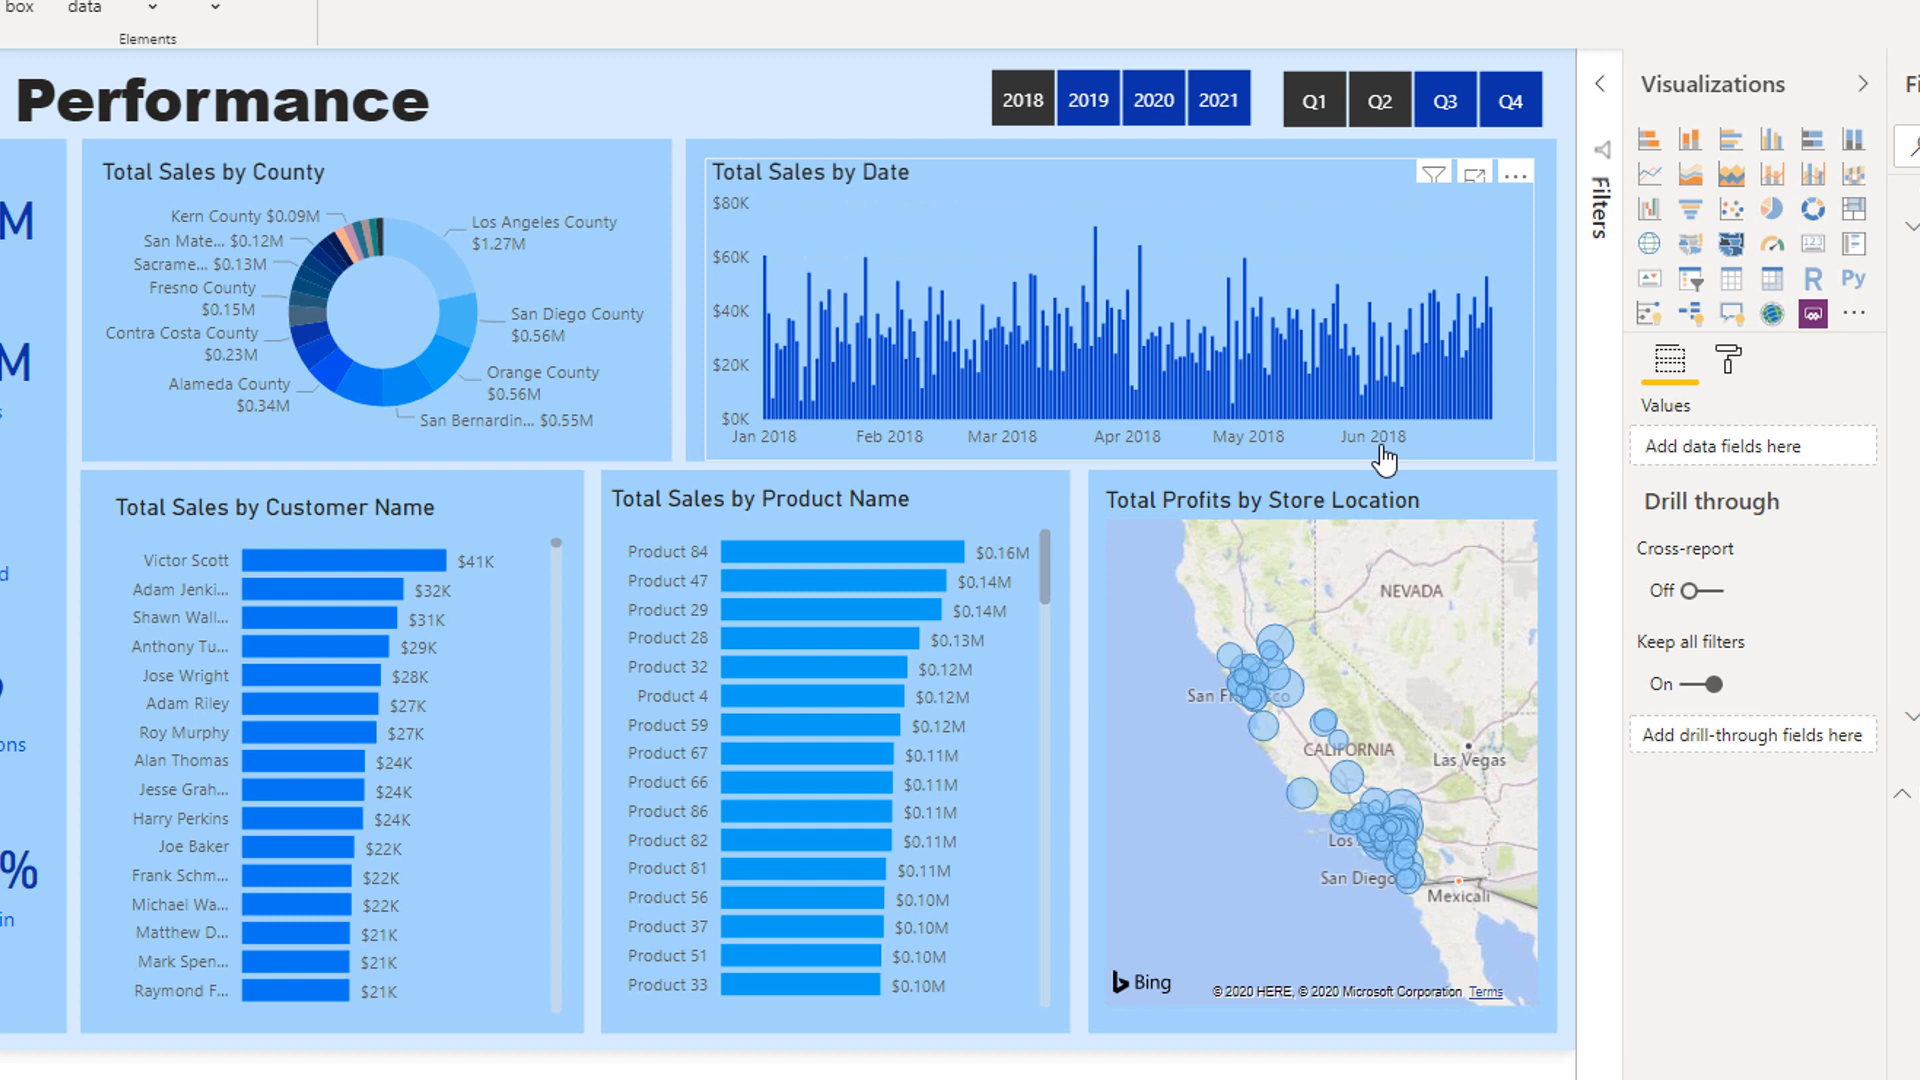 box data
Elements
Performance
2018 2019 2020 2021
Q1 Q2 Q3 Q4
M
M
s
d
ons
%
in
Total Sales by County
Kern County $0.09M
San Mate... $0.12M
Sacrame... $0.13M
Fresno County
$0.15M
Contra Costa County
$0.23M
Alameda County
$0.34M
Los Angeles County
$1.27M
San Diego County
$0.56M
Orange County
$0.56M
San Bernardin... $0.55M
Total Sales by Date
$80K
$60K
$40K
$20K
$0K
Jan 2018 Feb 2018 Mar 2018 Apr 2018 May 2018 Jun 2018
Total Sales by Customer Name
Victor Scott $41K
Adam Jenki... $32K
Shawn Wall... $31K
Anthony Tu... $29K
Jose Wright $28K
Adam Riley $27K
Roy Murphy $27K
Alan Thomas $24K
Jesse Grah... $24K
Harry Perkins $24K
Joe Baker $22K
Frank Schm... $22K
Michael Wa... $22K
Matthew D... $21K
Mark Spen... $21K
Raymond F... $21K
Total Sales by Product Name
Product 84 $0.16M
Product 47 $0.14M
Product 29 $0.14M
Product 28 $0.13M
Product 32 $0.12M
Product 4 $0.12M
Product 59 $0.12M
Product 67 $0.11M
Product 66 $0.11M
Product 86 $0.11M
Product 82 $0.11M
Product 81 $0.11M
Product 56 $0.10M
Product 37 $0.10M
Product 51 $0.10M
Product 33 $0.10M
Total Profits by Store Location
NEVADA
San F co
CALIFORNIA
Las Vegas
Los
San Diego
Mexicali
Bing
© 2020 HERE, © 2020 Microsoft Corporation Terms
Filters
Visualizations
123
R Py
Values
Add data fields here
Drill through
Cross-report
Off
Keep all filters
On
Add drill-through fields here
Fi